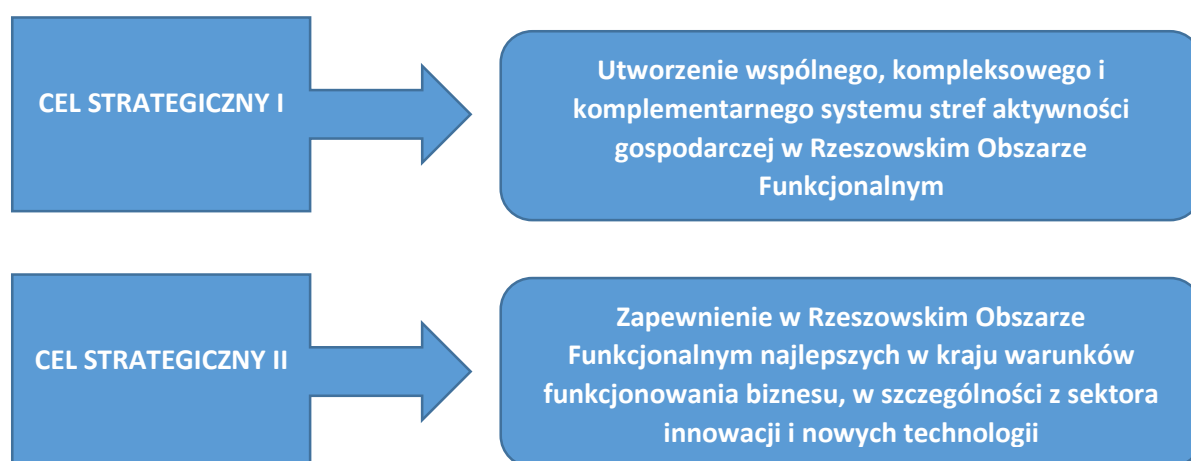 CEL STRATEGICZNY I
Utworzenie wspólnego, kompleksowego i
komplementarnego systemu stref aktywności
gospodarczej w Rzeszowskim Obszarze
Funkcjonalnym
CEL STRATEGICZNY II
Zapewnienie w Rzeszowskim Obszarze
Funkcjonalnym najlepszych w kraju warunków
funkcjonowania biznesu, w szczególności z sektora
innowacji i nowych technologii